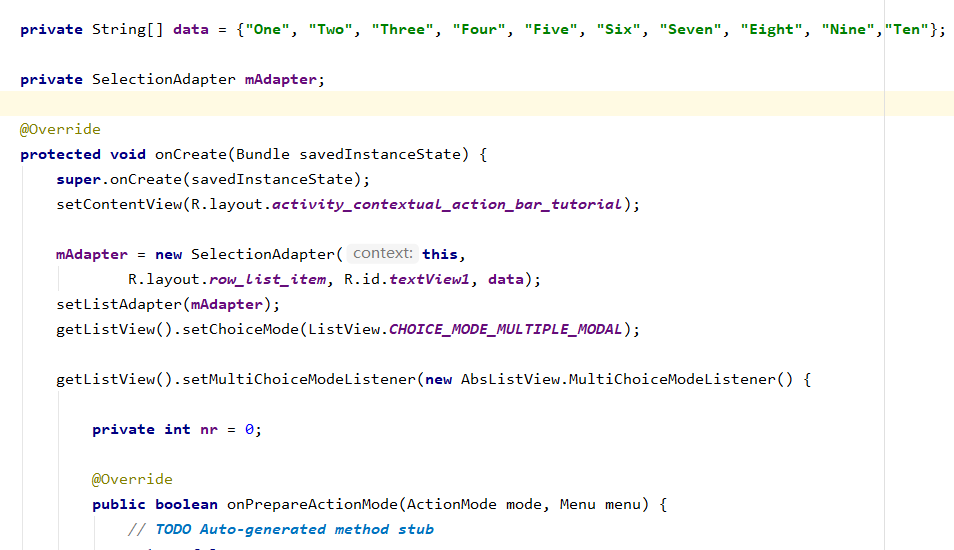 private String[] data = {"One", "Two", "Three", "Four", "Five", "Six", "Seven", "Eight", "Nine","Ten"};
private SelectionAdapter mAdapter;
@Override
protected void onCreate(Bundle savedInstanceState) {
super.onCreate(savedInstanceState);
setContentView(R.layout.activity_contextual_action_bar_tutorial);
mAdapter = new SelectionAdapter( context: this,
R.layout.row_list_item, R.id.textView1, data);
setListAdapter(mAdapter);
getListView().setChoiceMode(ListView.CHOICE_MODE_MULTIPLE_MODAL);
getListView().setMultiChoiceModeListener(new AbsListView.MultiChoiceModeListener() {
private int nr = 0;
@Override
public boolean onPrepareActionMode(ActionMode mode, Menu menu) {
// TODO Auto-generated method stub